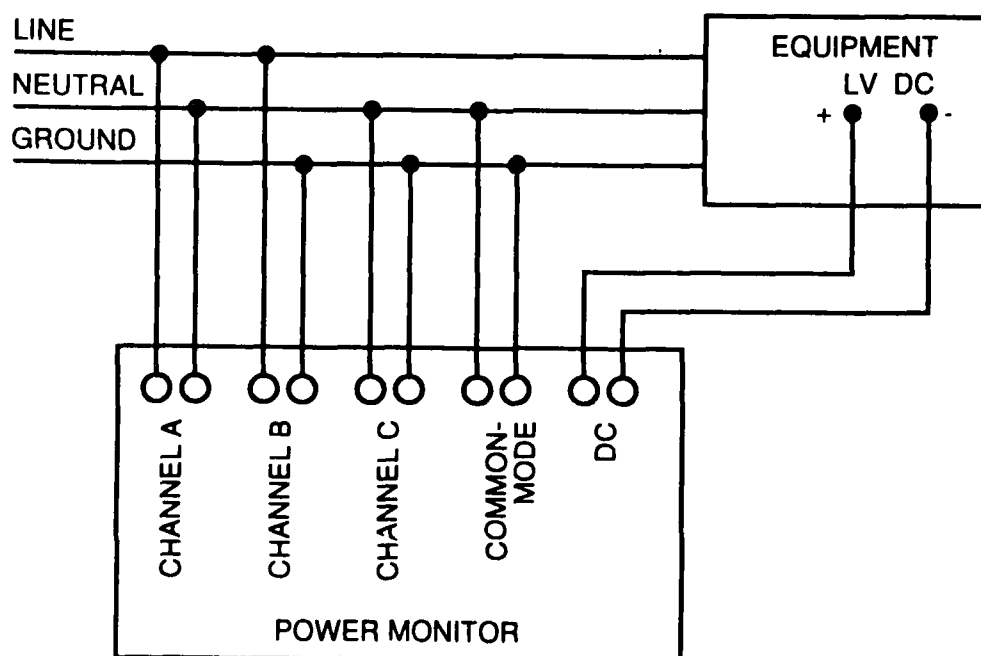 LINE
NEUTRAL
GROUND
EQUIPMENT
LV DC
+ -
CHANNEL A
CHANNEL B
CHANNEL C
COMMON-
MODE
DC
POWER MONITOR